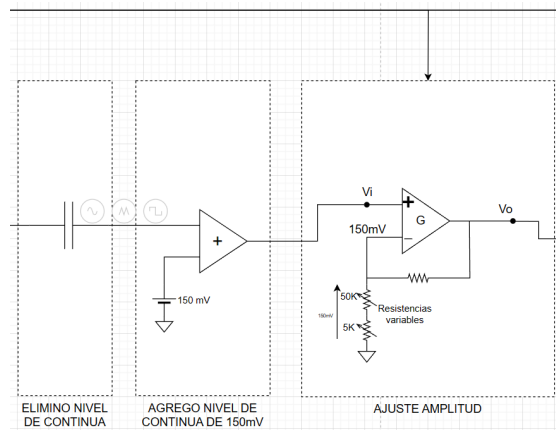 Vi
+
G
Vo
150mV
−
+
150 mV
50K
Resistencias
variables
150mV
5K
ELIMINO NIVEL
DE CONTINUA
AGREGO NIVEL DE
CONTINUA DE 150mV
AJUSTE AMPLITUD